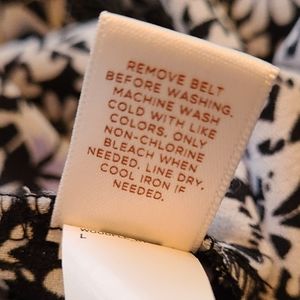 REMOVE BELT
BEFORE WASHING.
MACHINE WASH
COLD WITH LIKE
COLORS. ONLY
NON-CHLORINE
BLEACH WHEN
NEEDED. LINE DRY.
COOL IRON IF
NEEDED.
L